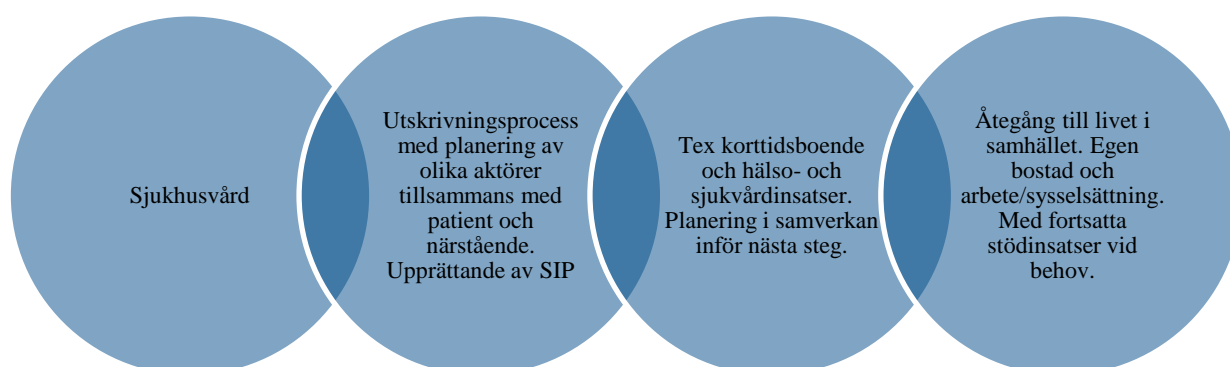 Sjukhusvård
Utskrivningsprocess
med planering av
olika aktörer
tillsammans med
patient och
närstående.
Upprättande av SIP
Tex korttidsboende
och hälso- och
sjukvårdinsatser.
Planering i samverkan
inför nästa steg.
Åtegång till livet i
samhället. Egen
bostad och
arbete/sysselsättning.
Med fortsatta
stödinsatser vid
behov.